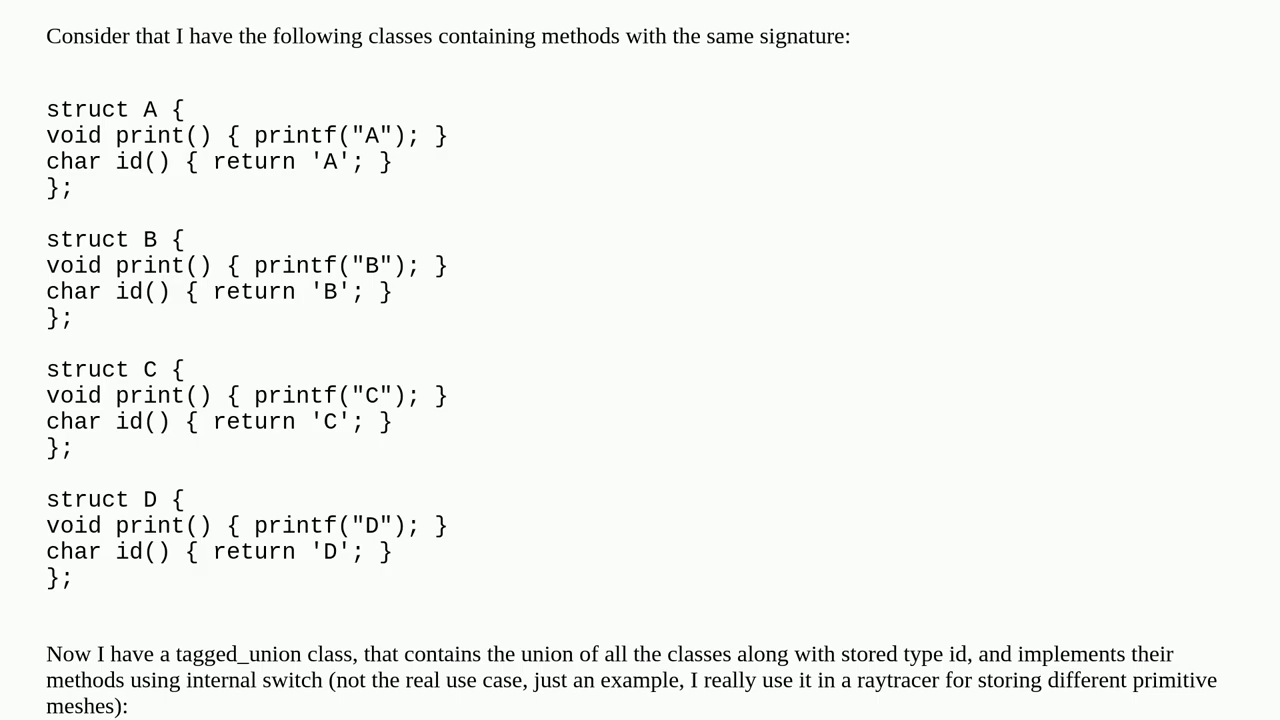 Consider that I have the following classes containing methods with the same signature:
struct A {
void print() { printf("A"); }
char id() { return 'A'; }
};
struct B {
void print() { printf("B"); }
char id() { return 'B'; }
};
struct C {
void print() { printf("C"); }
char id() { return 'C'; }
};
struct D {
void print() { printf("D"); }
char id() { return 'D'; }
};
Now I have a tagged_union class, that contains the union of all the classes along with stored type id, and implements their
methods using internal switch (not the real use case, just an example, I really use it in a raytracer for storing different primitive
meshes):